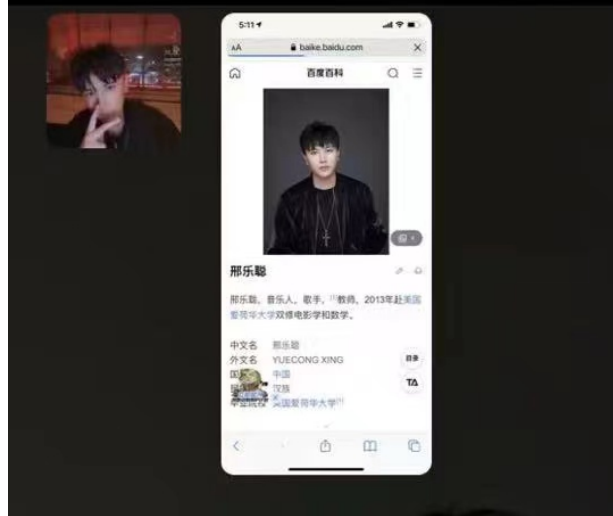 5:11
AA baike.baidu.com
百度百科
邢乐聪
邢乐聪，音乐人，歌手，[1]教师，2013年赴美国
爱荷华大学双修电影学和数学。
中文名 邢乐聪
外文名 YUECONG XING
目录
国 中国
TA
汉族
美国爱荷华大学[1]